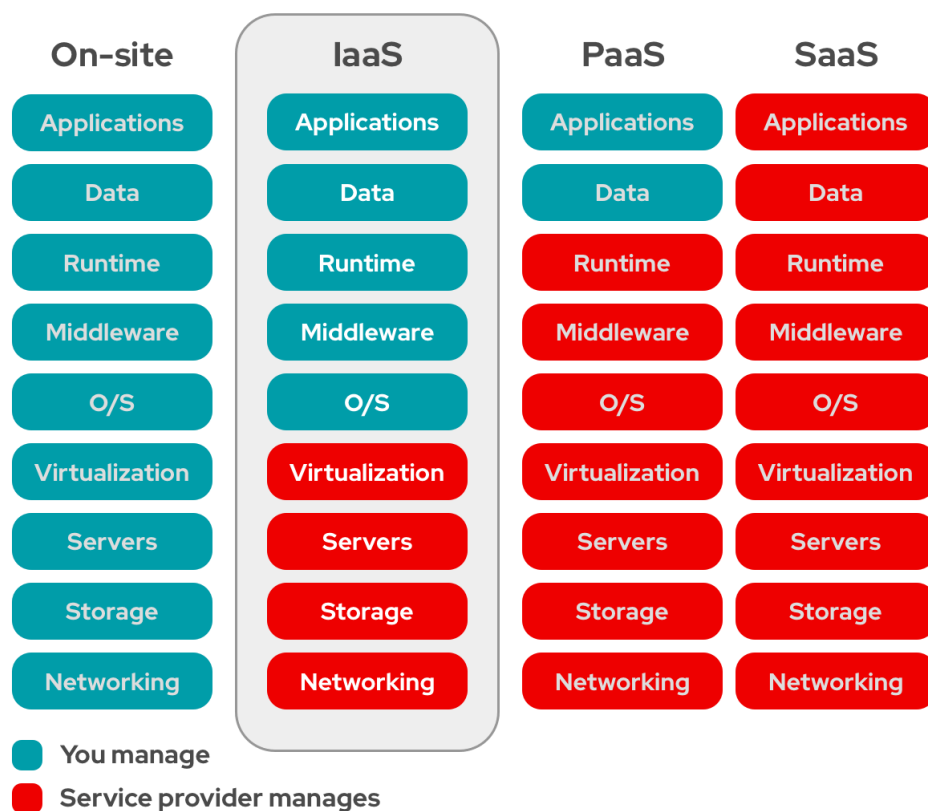 On-site IaaS PaaS SaaS
Applications Applications Applications Applications
Data Data Data Data
Runtime Runtime Runtime Runtime
Middleware Middleware Middleware Middleware
O/S O/S O/S O/S
Virtualization Virtualization Virtualization Virtualization
Servers Servers Servers Servers
Storage Storage Storage Storage
Networking Networking Networking Networking
You manage
Service provider manages